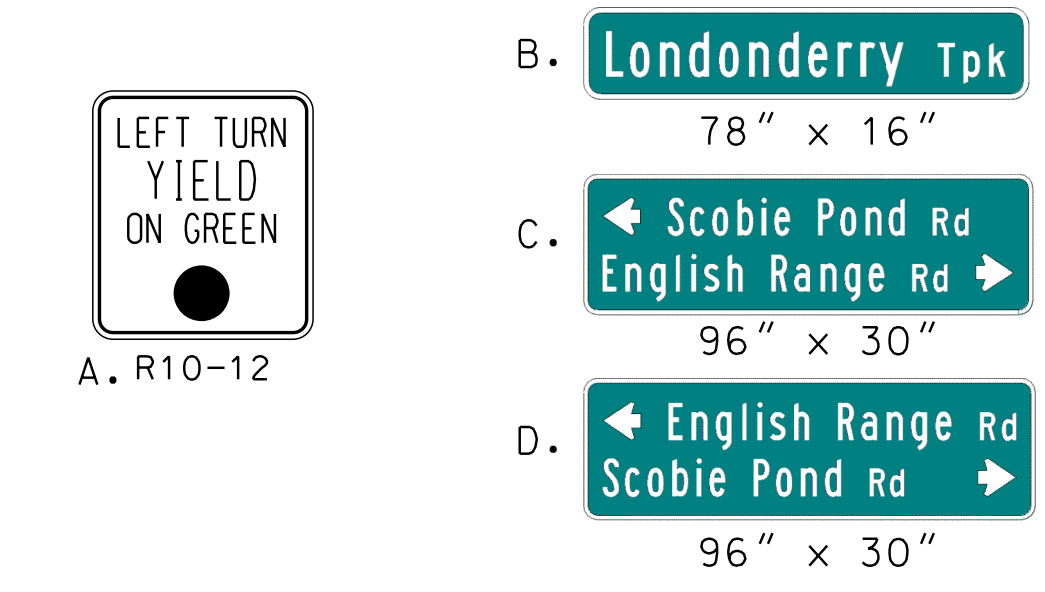 LEFT TURN
YIELD
ON GREEN
A. R10-12
B. Londonderry Tpk
78" x 16"
C. Scobie Pond Rd
English Range Rd
96" x 30"
D. English Range Rd
Scobie Pond Rd
96" x 30"